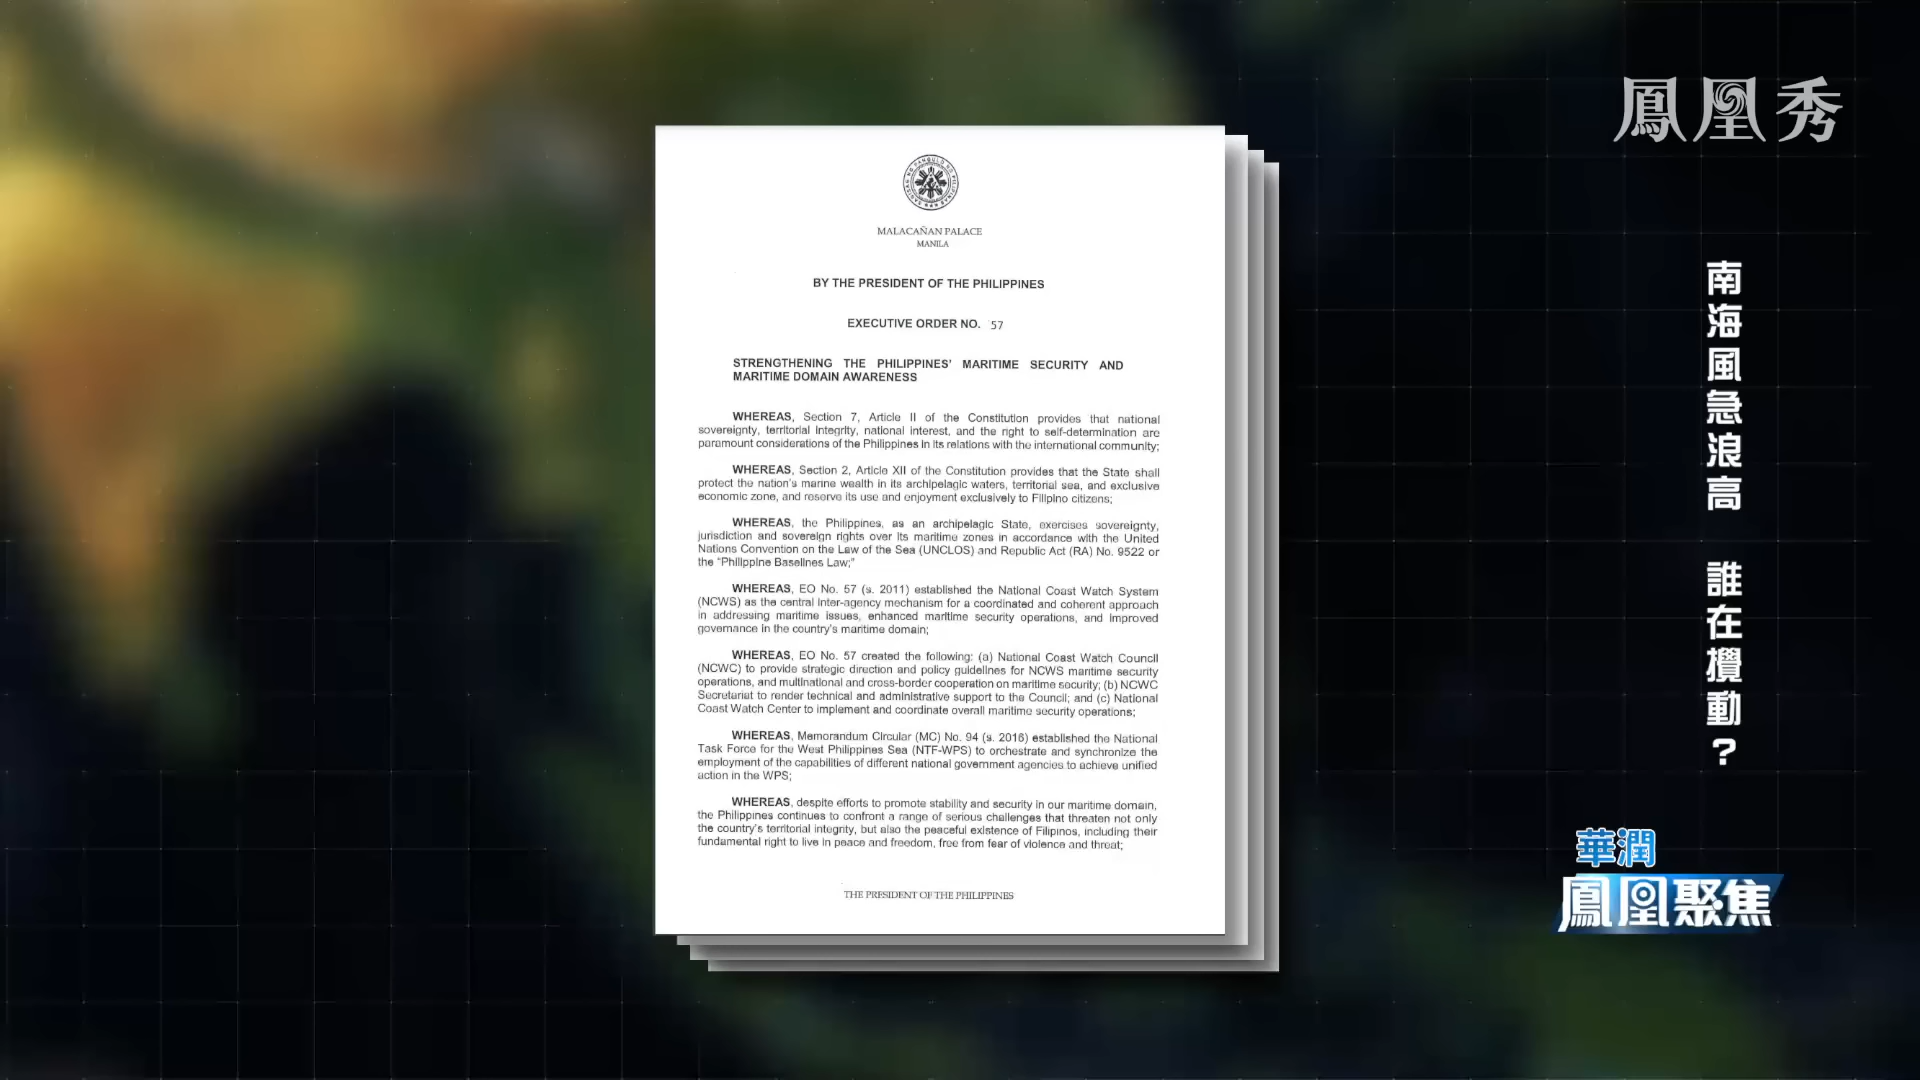 鳳凰秀
MALACAÑAN PALACE
MANILA
BY THE PRESIDENT OF THE PHILIPPINES
EXECUTIVE ORDER NO. 57
STRENGTHENING THE PHILIPPINES' MARITIME SECURITY AND
MARITIME DOMAIN AWARENESS
WHEREAS, Section 7, Article II of the Constitution provides that national
sovereignty, territorial integrity, national interest, and the right to self-determination are
paramount considerations of the Philippines in its relations with the international community;
WHEREAS, Section 2, Article XII of the Constitution provides that the State shall
protect the nation's marine wealth in its archipelagic waters, territorial sea, and exclusive
economic zone, and reserve its use and enjoyment exclusively to Filipino citizens;
WHEREAS, the Philippines, as an archipelagic State, exercises sovereignty,
jurisdiction and sovereign rights over its maritime zones in accordance with the United
Nations Convention on the Law of the Sea (UNCLOS) and Republic Act (RA) No. 9522 or
the "Philippine Baselines Law;"
WHEREAS, EO No. 57 (s. 2011) established the National Coast Watch System
(NCWS) as the central inter-agency mechanism for a coordinated and coherent approach
in addressing maritime issues, enhanced maritime security operations, and improved
governance in the country's maritime domain;
WHEREAS, EO No. 57 created the following: (a) National Coast Watch Council
(NCWC) to provide strategic direction and policy guidelines for NCWS maritime security
operations, and multinational and cross-border cooperation on maritime security; (b) NCWC
Secretariat to render technical and administrative support to the Council; and (c) National
Coast Watch Center to implement and coordinate overall maritime security operations;
WHEREAS, Memorandum Circular (MC) No. 94 (s. 2016) established the National
Task Force for the West Philippines Sea (NTF-WPS) to orchestrate and synchronize the
employment of the capabilities of different national government agencies to achieve unified
action in the WPS;
WHEREAS, despite efforts to promote stability and security in our maritime domain,
the Philippines continues to confront a range of serious challenges that threaten not only
the country's territorial integrity, but also the peaceful existence of Filipinos, including their
fundamental right to live in peace and freedom, free from fear of violence and threat;
THE PRESIDENT OF THE PHILIPPINES
南海風急浪高 誰在攪動？
華潤
鳳凰聚焦